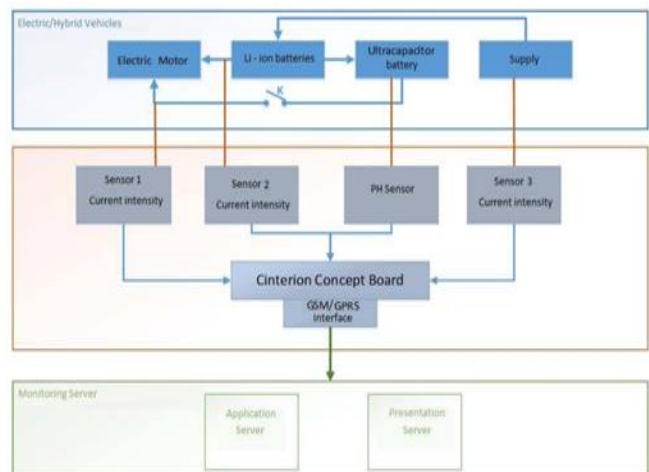 Electric/Hybrid Vehicles
Electric Motor
Li - ion batteries
Ultracapacitor
battery
Supply
K
Sensor 1
Current intensity
Sensor 2
Current intensity
PH Sensor
Sensor 3
Current intensity
Cinterion Concept Board
GSM/GPRS
Interface
Monitoring Server
Application
Server
Presentation
Server